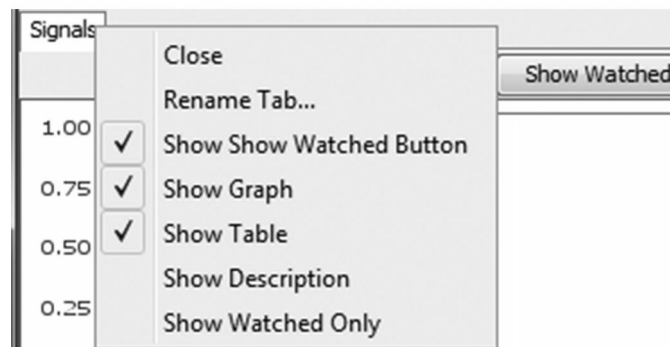 Signals
Close
Show Watched
Rename Tab...
1.00
Show Show Watched Button
0.75
Show Graph
0.50
Show Table
Show Description
0.25
Show Watched Only